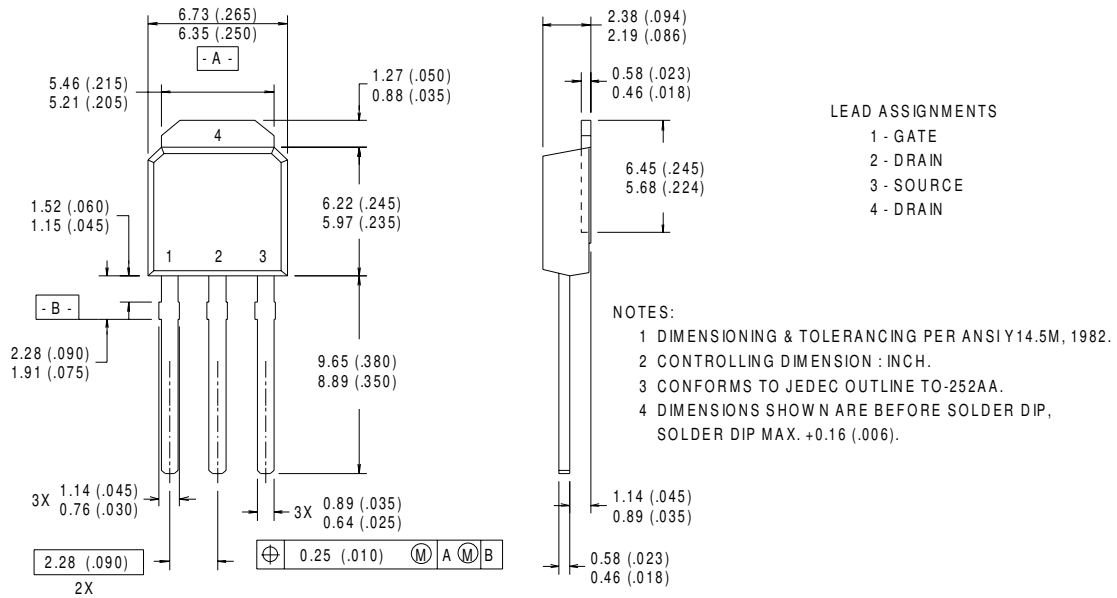 6.73 (.265)
6.35 (.250)
- A -
5.46 (.215)
5.21 (.205)
1.27 (.050)
0.88 (.035)
4
1.52 (.060)
1.15 (.045)
6.22 (.245)
5.97 (.235)
1 2 3
- B -
2.28 (.090)
1.91 (.075)
9.65 (.380)
8.89 (.350)
3X 1.14 (.045)
0.76 (.030)
3X 0.89 (.035)
0.64 (.025)
2.28 (.090)
2X
⌖ 0.25 (.010) Ⓜ A Ⓜ B
2.38 (.094)
2.19 (.086)
0.58 (.023)
0.46 (.018)
6.45 (.245)
5.68 (.224)
1.14 (.045)
0.89 (.035)
0.58 (.023)
0.46 (.018)
LEAD ASSIGNMENTS
1 - GATE
2 - DRAIN
3 - SOURCE
4 - DRAIN
NOTES:
1 DIMENSIONING & TOLERANCING PER ANSI Y14.5M, 1982.
2 CONTROLLING DIMENSION : INCH.
3 CONFORMS TO JEDEC OUTLINE TO-252AA.
4 DIMENSIONS SHOWN ARE BEFORE SOLDER DIP,
SOLDER DIP MAX. +0.16 (.006).